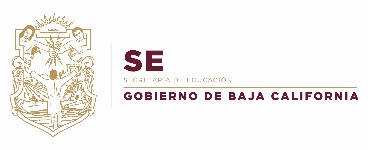 SE
SECRETARÍA DE EDUCACIÓN
GOBIERNO DE BAJA CALIFORNIA